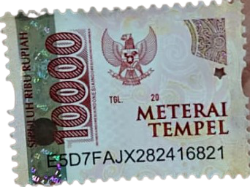 SEPULUH RIBU RUPIAH
10000
TGL. 20
METERAI
TEMPEL
E5D7FAJX282416821